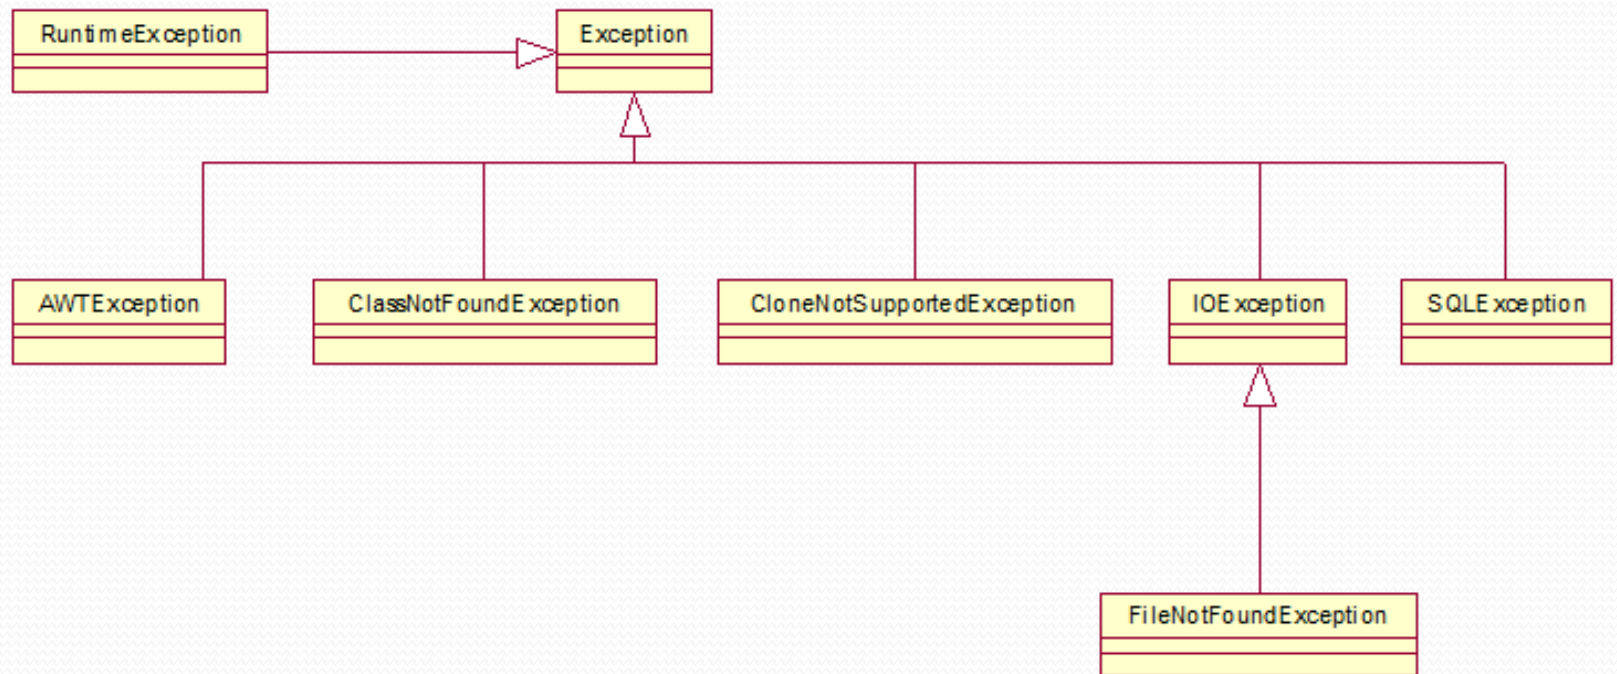 RuntimeException
Exception
AWTException
ClassNotFoundException
CloneNotSupportedException
IOException
SQLException
FileNotFoundException